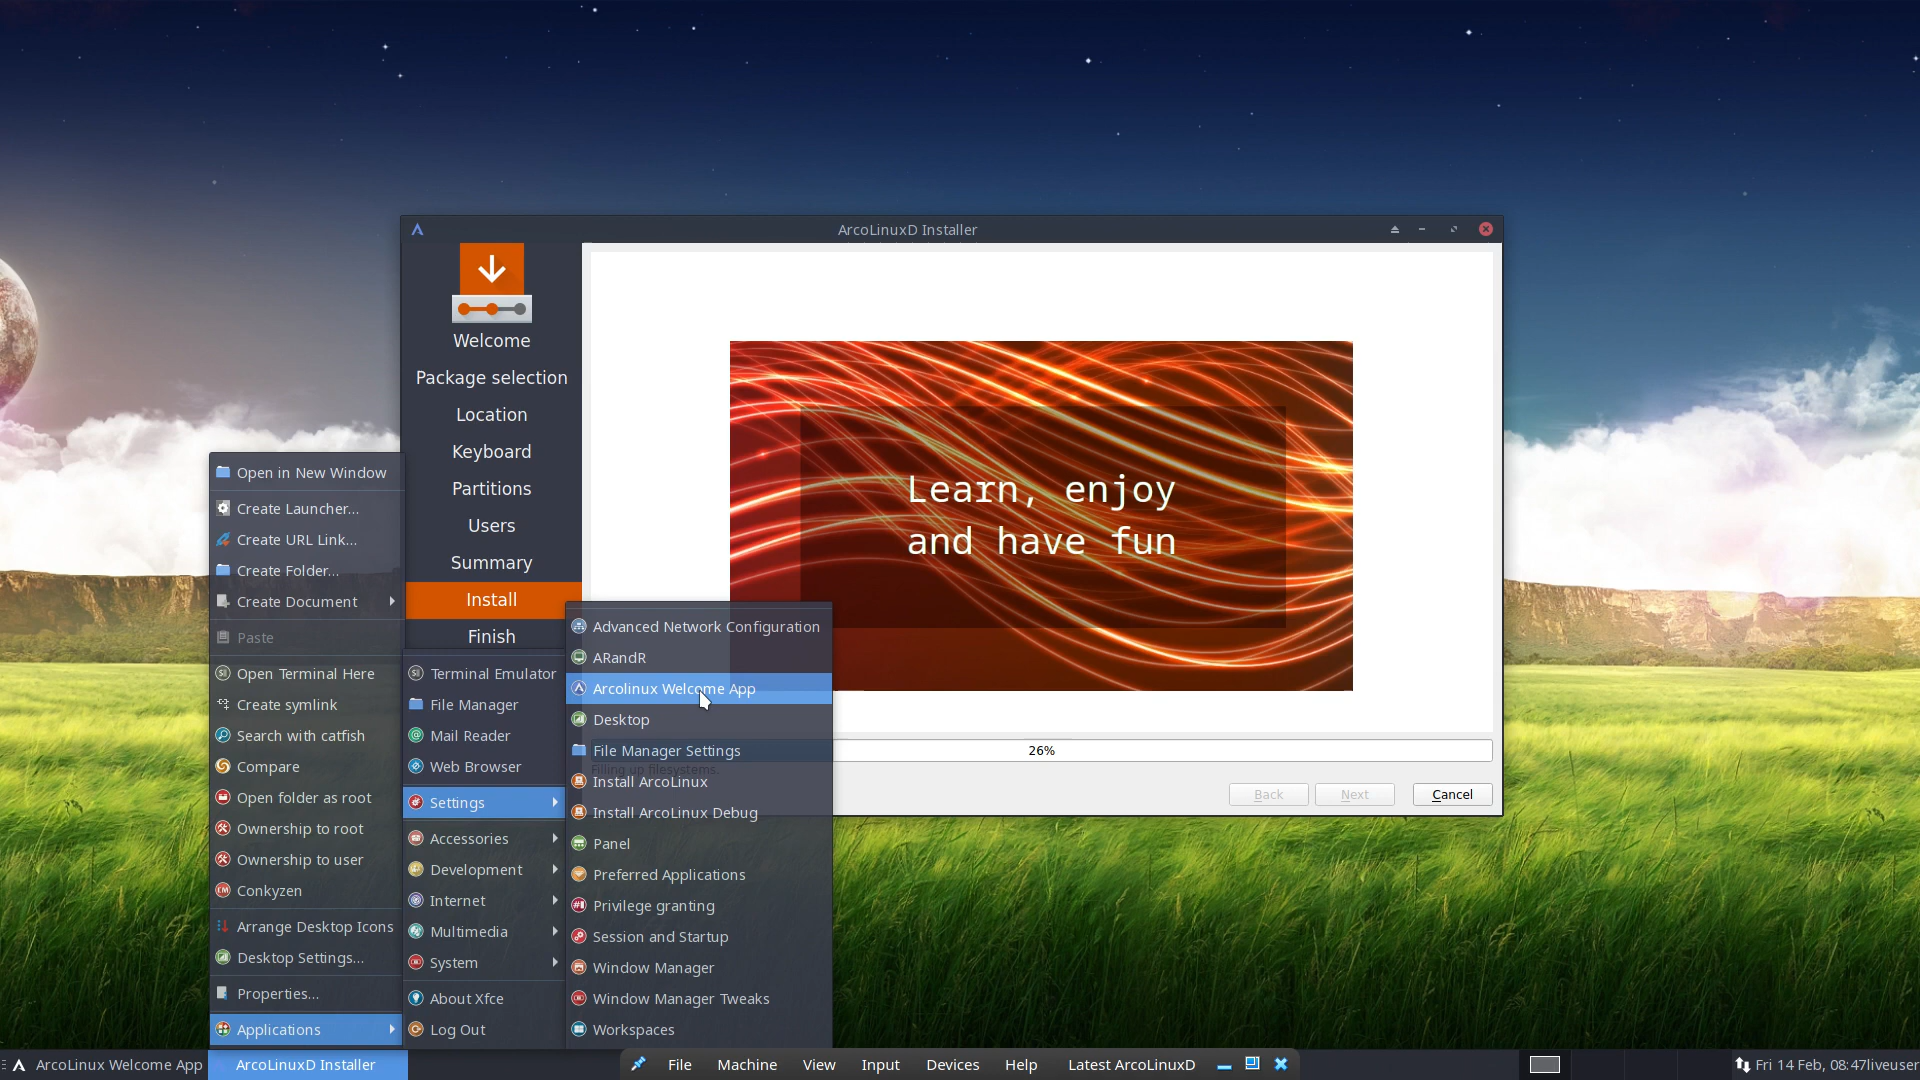 ArcoLinuxD Installer
Welcome
Package selection
Location
Keyboard
Partitions
Users
Summary
Install
Finish
Learn, enjoy
and have fun
26%
Filling up filesystems.
Back
Next
Cancel
Open in New Window
Create Launcher...
Create URL Link...
Create Folder...
Create Document
Paste
Open Terminal Here
Create symlink
Search with catfish
Compare
Open folder as root
Ownership to root
Ownership to user
Conkyzen
Arrange Desktop Icons
Desktop Settings...
Properties...
Applications
Terminal Emulator
File Manager
Mail Reader
Web Browser
Settings
Accessories
Development
Internet
Multimedia
System
About Xfce
Log Out
Advanced Network Configuration
ARandR
Arcolinux Welcome App
Desktop
File Manager Settings
Install ArcoLinux
Install ArcoLinux Debug
Panel
Preferred Applications
Privilege granting
Session and Startup
Window Manager
Window Manager Tweaks
Workspaces
ArcoLinux Welcome App
ArcoLinuxD Installer
File
Machine
View
Input
Devices
Help
Latest ArcoLinuxD
Fri 14 Feb, 08:47liveuser